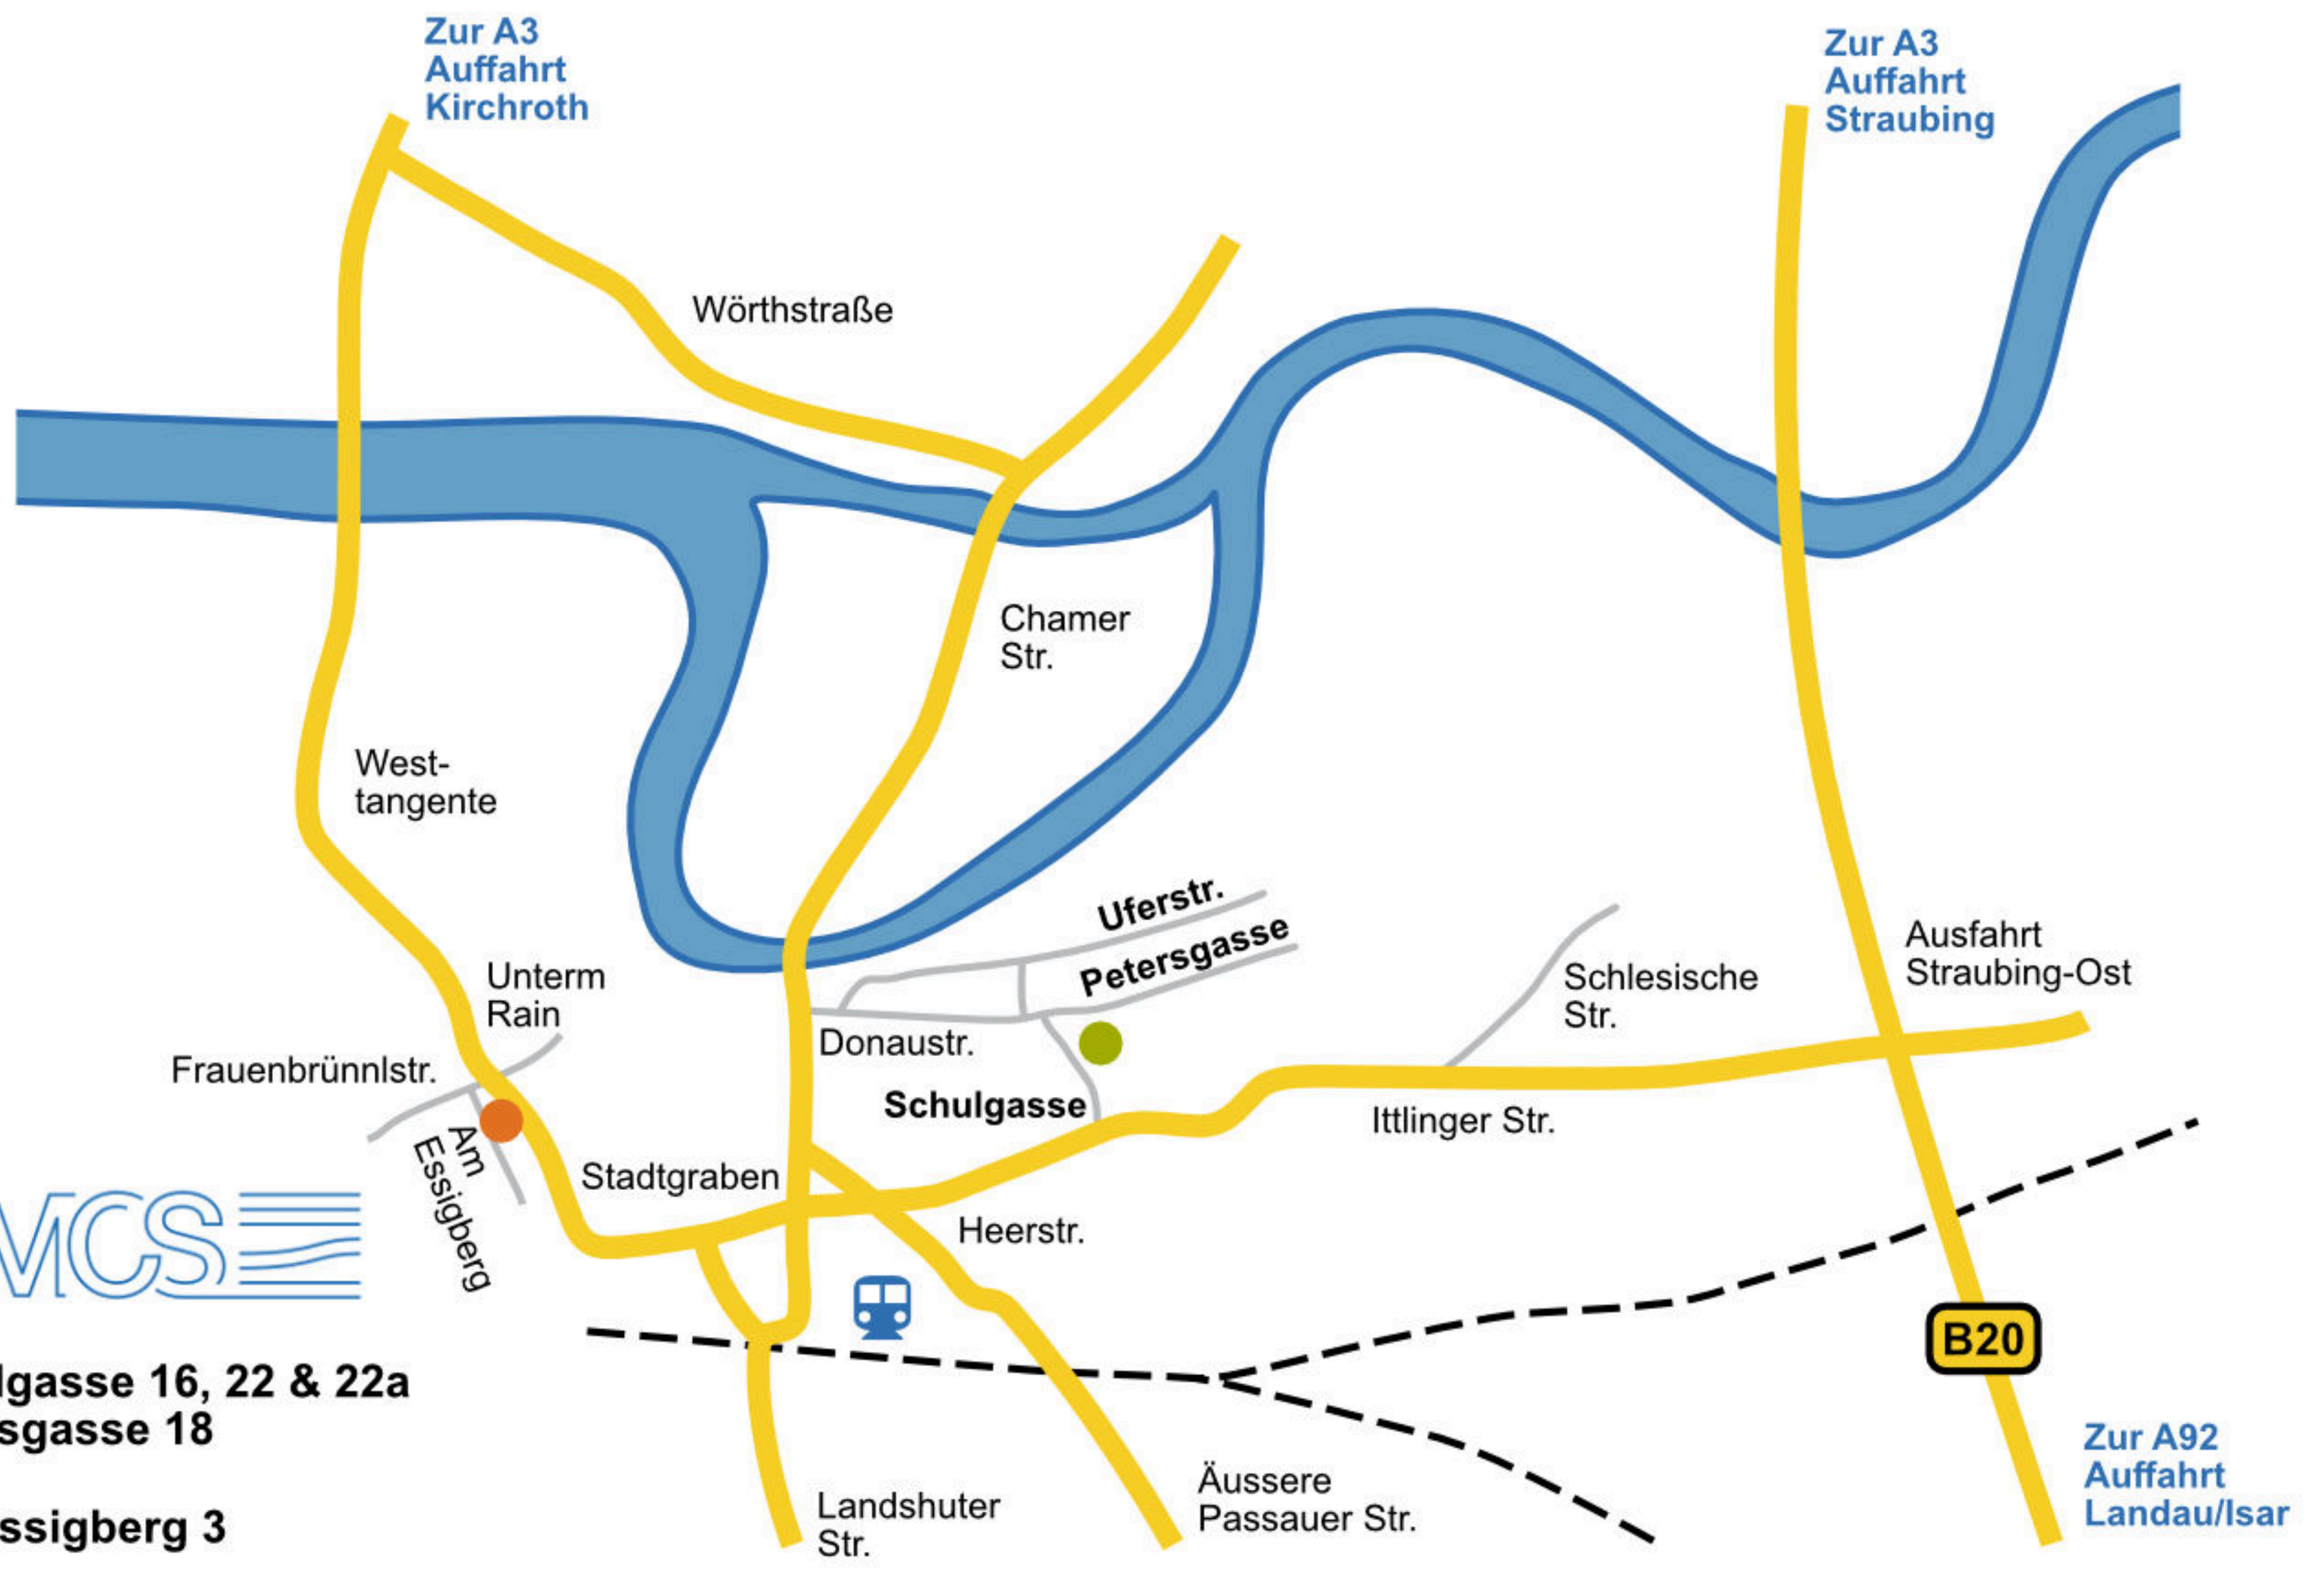 Zur A3
Auffahrt
Kirchroth
Zur A3
Auffahrt
Straubing
Wörthstraße
Chamer
Str.
West-
tangente
Uferstr.
Petersgasse
Unterm
Rain
Schlesische
Str.
Ausfahrt
Straubing-Ost
Donaustr.
Frauenbrünnlstr.
Schulgasse
Ittlinger Str.
Am
Essigberg
Stadtgraben
Heerstr.
MCS
B20
lgasse 16, 22 & 22a
sgasse 18
ssigberg 3
Landshuter
Str.
Äussere
Passauer Str.
Zur A92
Auffahrt
Landau/Isar